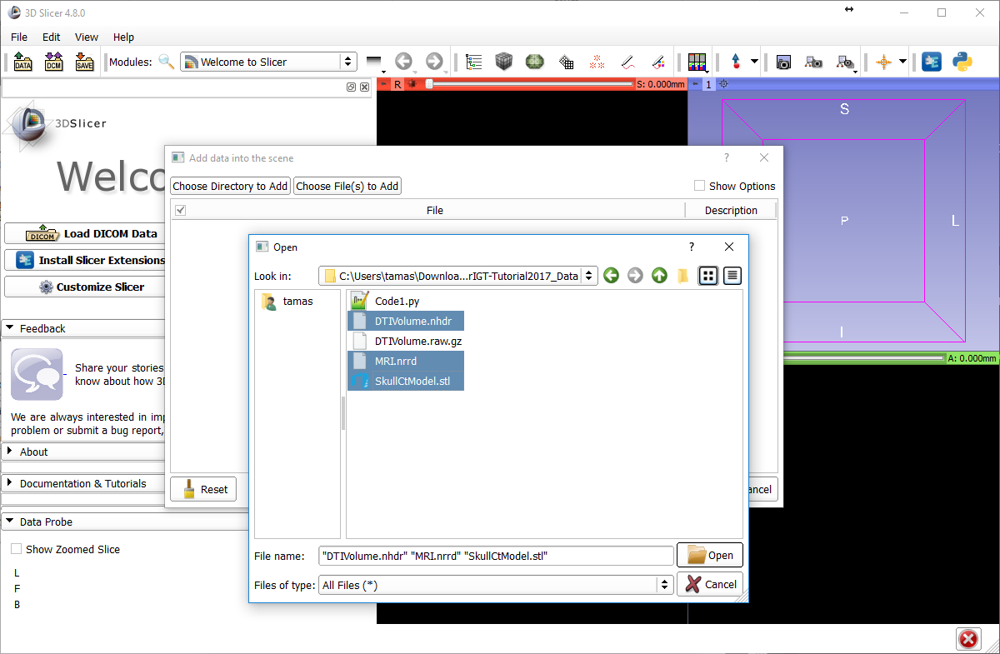 3D Slicer 4.8.0
File Edit View Help
DATA DCM SAVE Modules: Welcome to Slicer
R S: 0.000mm 1
3DSlicer
Welco
Load DICOM Data
DICOM
Install Slicer Extensions
Customize Slicer
Feedback
Share your stories
know about how 3D
We are always interested in imp
problem or submit a bug report,
About
Documentation & Tutorials
Data Probe
Show Zoomed Slice
L
F
B
Add data into the scene ?
Choose Directory to Add Choose File(s) to Add Show Options
File Description
Reset ancel
Open ?
Look in: C:\Users\tamas\Downloa...rIGT-Tutorial2017_Data
tamas
Code1.py
DTIVolume.nhdr
DTIVolume.raw.gz
MRI.nrrd
SkullCtModel.stl
File name: "DTIVolume.nhdr" "MRI.nrrd" "SkullCtModel.stl" Open
Files of type: All Files (*) Cancel
S
P
L
I
A: 0.000mm